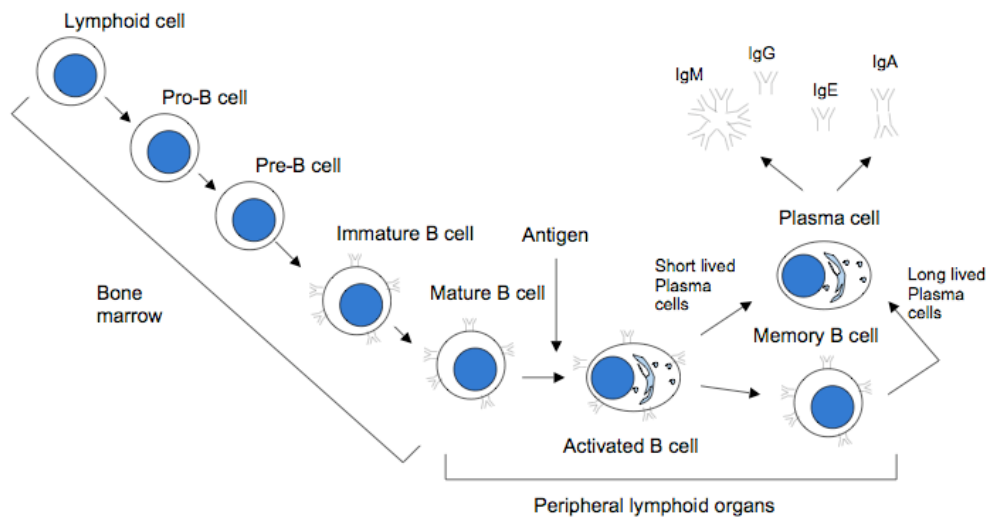 Lymphoid cell
Pro-B cell
Pre-B cell
Immature B cell
Mature B cell
Bone
marrow
Antigen
Activated B cell
Short lived
Plasma
cells
Memory B cell
Long lived
Plasma
cells
Plasma cell
IgM
IgG
IgE
IgA
Peripheral lymphoid organs